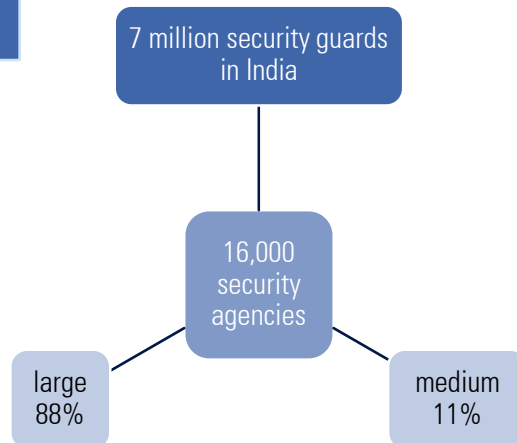 7 million security guards
in India
16,000
security
agencies
large
88%
medium
11%